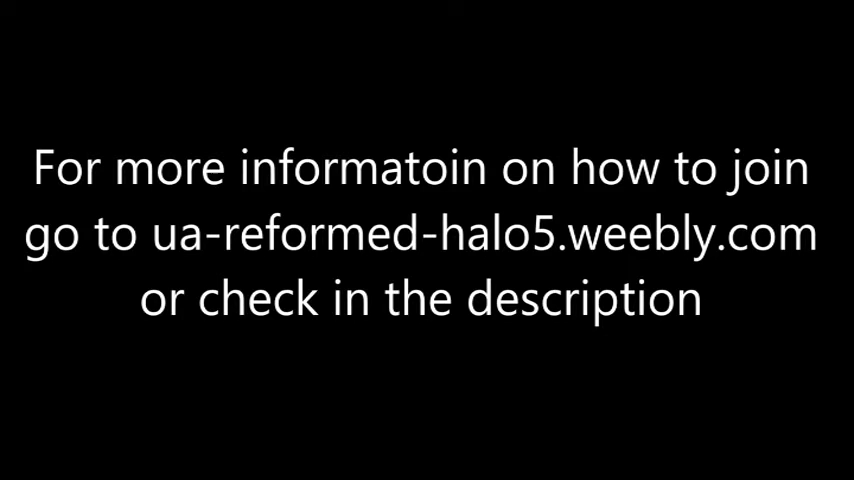 For more informatoin on how to join
go to ua-reformed-halo5.weebly.com
or check in the description